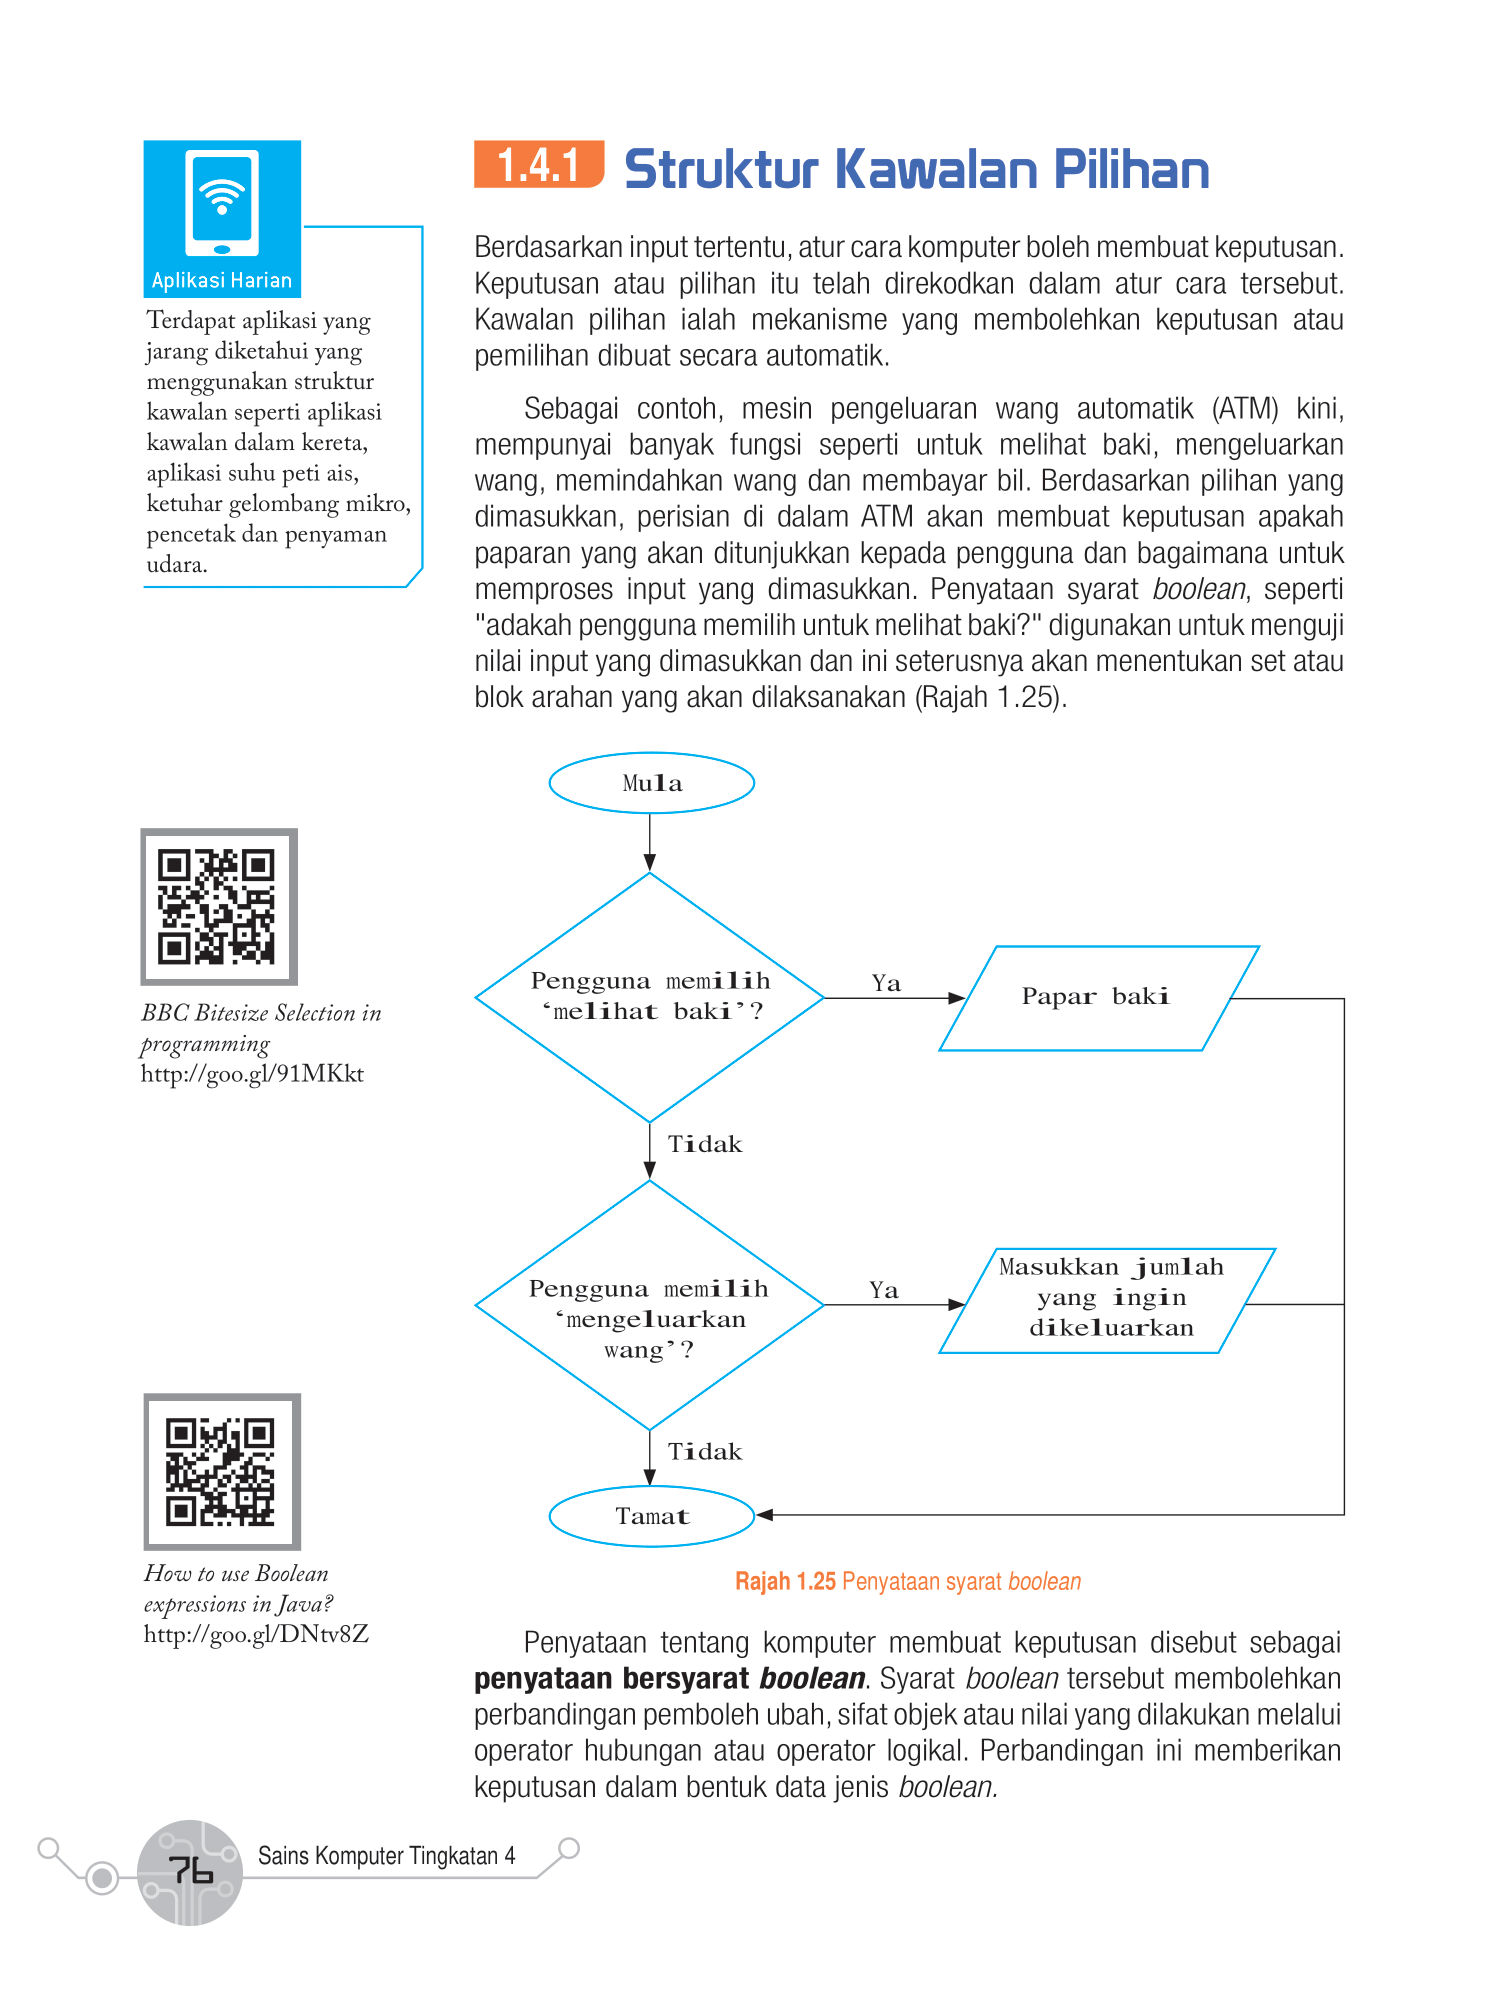 1.4.1 Struktur Kawalan Pilihan
Aplikasi Harian
Terdapat aplikasi yang
jarang diketahui yang
menggunakan struktur
kawalan seperti aplikasi
kawalan dalam kereta,
aplikasi suhu peti ais,
ketuhar gelombang mikro,
pencetak dan penyaman
udara.
Berdasarkan input tertentu, atur cara komputer boleh membuat keputusan.
Keputusan atau pilihan itu telah direkodkan dalam atur cara tersebut.
Kawalan pilihan ialah mekanisme yang membolehkan keputusan atau
pemilihan dibuat secara automatik.
Sebagai contoh, mesin pengeluaran wang automatik (ATM) kini,
mempunyai banyak fungsi seperti untuk melihat baki, mengeluarkan
wang, memindahkan wang dan membayar bil. Berdasarkan pilihan yang
dimasukkan, perisian di dalam ATM akan membuat keputusan apakah
paparan yang akan ditunjukkan kepada pengguna dan bagaimana untuk
memproses input yang dimasukkan. Penyataan syarat boolean, seperti
"adakah pengguna memilih untuk melihat baki?" digunakan untuk menguji
nilai input yang dimasukkan dan ini seterusnya akan menentukan set atau
blok arahan yang akan dilaksanakan (Rajah 1.25).
Mula
Pengguna memilih
‘melihat baki’?
Ya
Papar baki
Tidak
Pengguna memilih
‘mengeluarkan
wang’?
Ya
Masukkan jumlah
yang ingin
dikeluarkan
Tidak
Tamat
Rajah 1.25 Penyataan syarat boolean
BBC Bitesize Selection in
programming
http://goo.gl/91MKkt
How to use Boolean
expressions in Java?
http://goo.gl/DNtv8Z
Penyataan tentang komputer membuat keputusan disebut sebagai
penyataan bersyarat boolean. Syarat boolean tersebut membolehkan
perbandingan pemboleh ubah, sifat objek atau nilai yang dilakukan melalui
operator hubungan atau operator logikal. Perbandingan ini memberikan
keputusan dalam bentuk data jenis boolean.
76
Sains Komputer Tingkatan 4